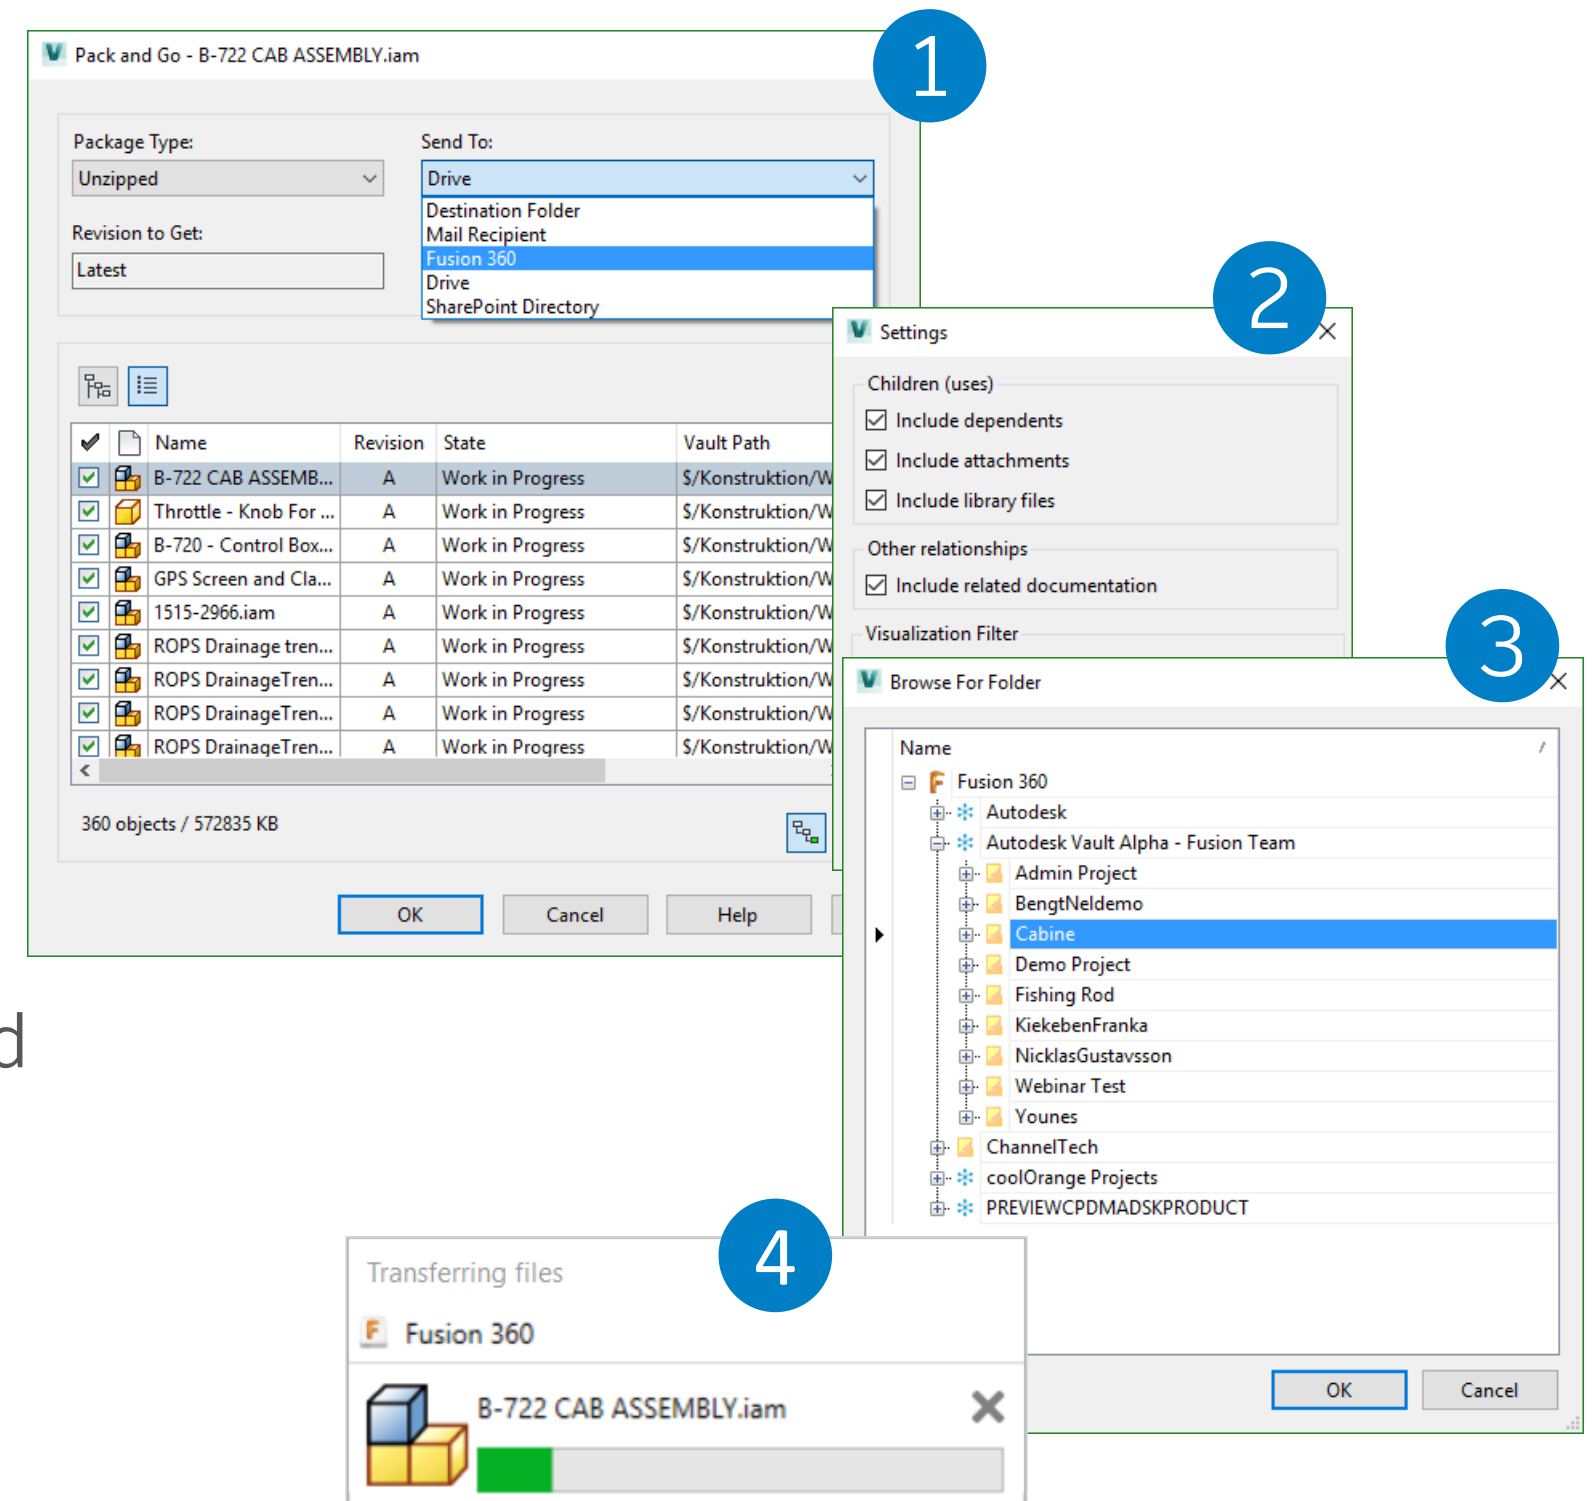 1
Pack and Go - B-722 CAB ASSEMBLY.iam
Package Type:
Send To:
Unzipped
Drive
Destination Folder
Mail Recipient
Fusion 360
Drive
SharePoint Directory
Revision to Get:
Latest
Name Revision State Vault Path
B-722 CAB ASSEMB... A Work in Progress $/Konstruktion/W
Throttle - Knob For ... A Work in Progress $/Konstruktion/W
B-720 - Control Box... A Work in Progress $/Konstruktion/W
GPS Screen and Cla... A Work in Progress $/Konstruktion/W
1515-2966.iam A Work in Progress $/Konstruktion/W
ROPS Drainage tren... A Work in Progress $/Konstruktion/W
ROPS DrainageTren... A Work in Progress $/Konstruktion/W
ROPS DrainageTren... A Work in Progress $/Konstruktion/W
ROPS DrainageTren... A Work in Progress $/Konstruktion/W
360 objects / 572835 KB
OK Cancel Help
2
Settings
Children (uses)
Include dependents
Include attachments
Include library files
Other relationships
Include related documentation
Visualization Filter
3
Browse For Folder
Name
Fusion 360
Autodesk
Autodesk Vault Alpha - Fusion Team
Admin Project
BengtNeldemo
Cabine
Demo Project
Fishing Rod
KiekebenFranka
NicklasGustavsson
Webinar Test
Younes
ChannelTech
coolOrange Projects
PREVIEWCPDMADSKPRODUCT
OK Cancel
d
4
Transferring files
Fusion 360
B-722 CAB ASSEMBLY.iam